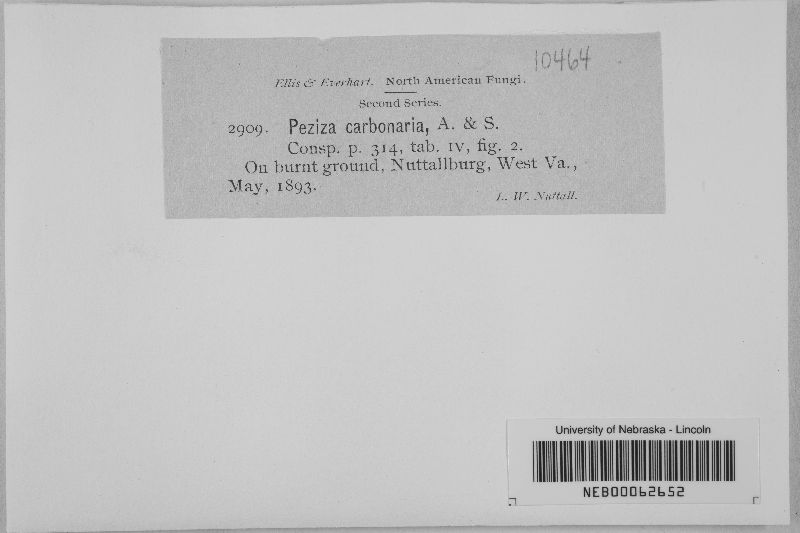 10464
Ellis & Everhart. North American Fungi.
Second Series.
2909. Peziza carbonaria, A. & S.
Consp. p. 314, tab. IV, fig. 2.
On burnt ground, Nuttallburg, West Va.,
May, 1893.
L. W. Nuttall.
University of Nebraska - Lincoln
NEB00062652